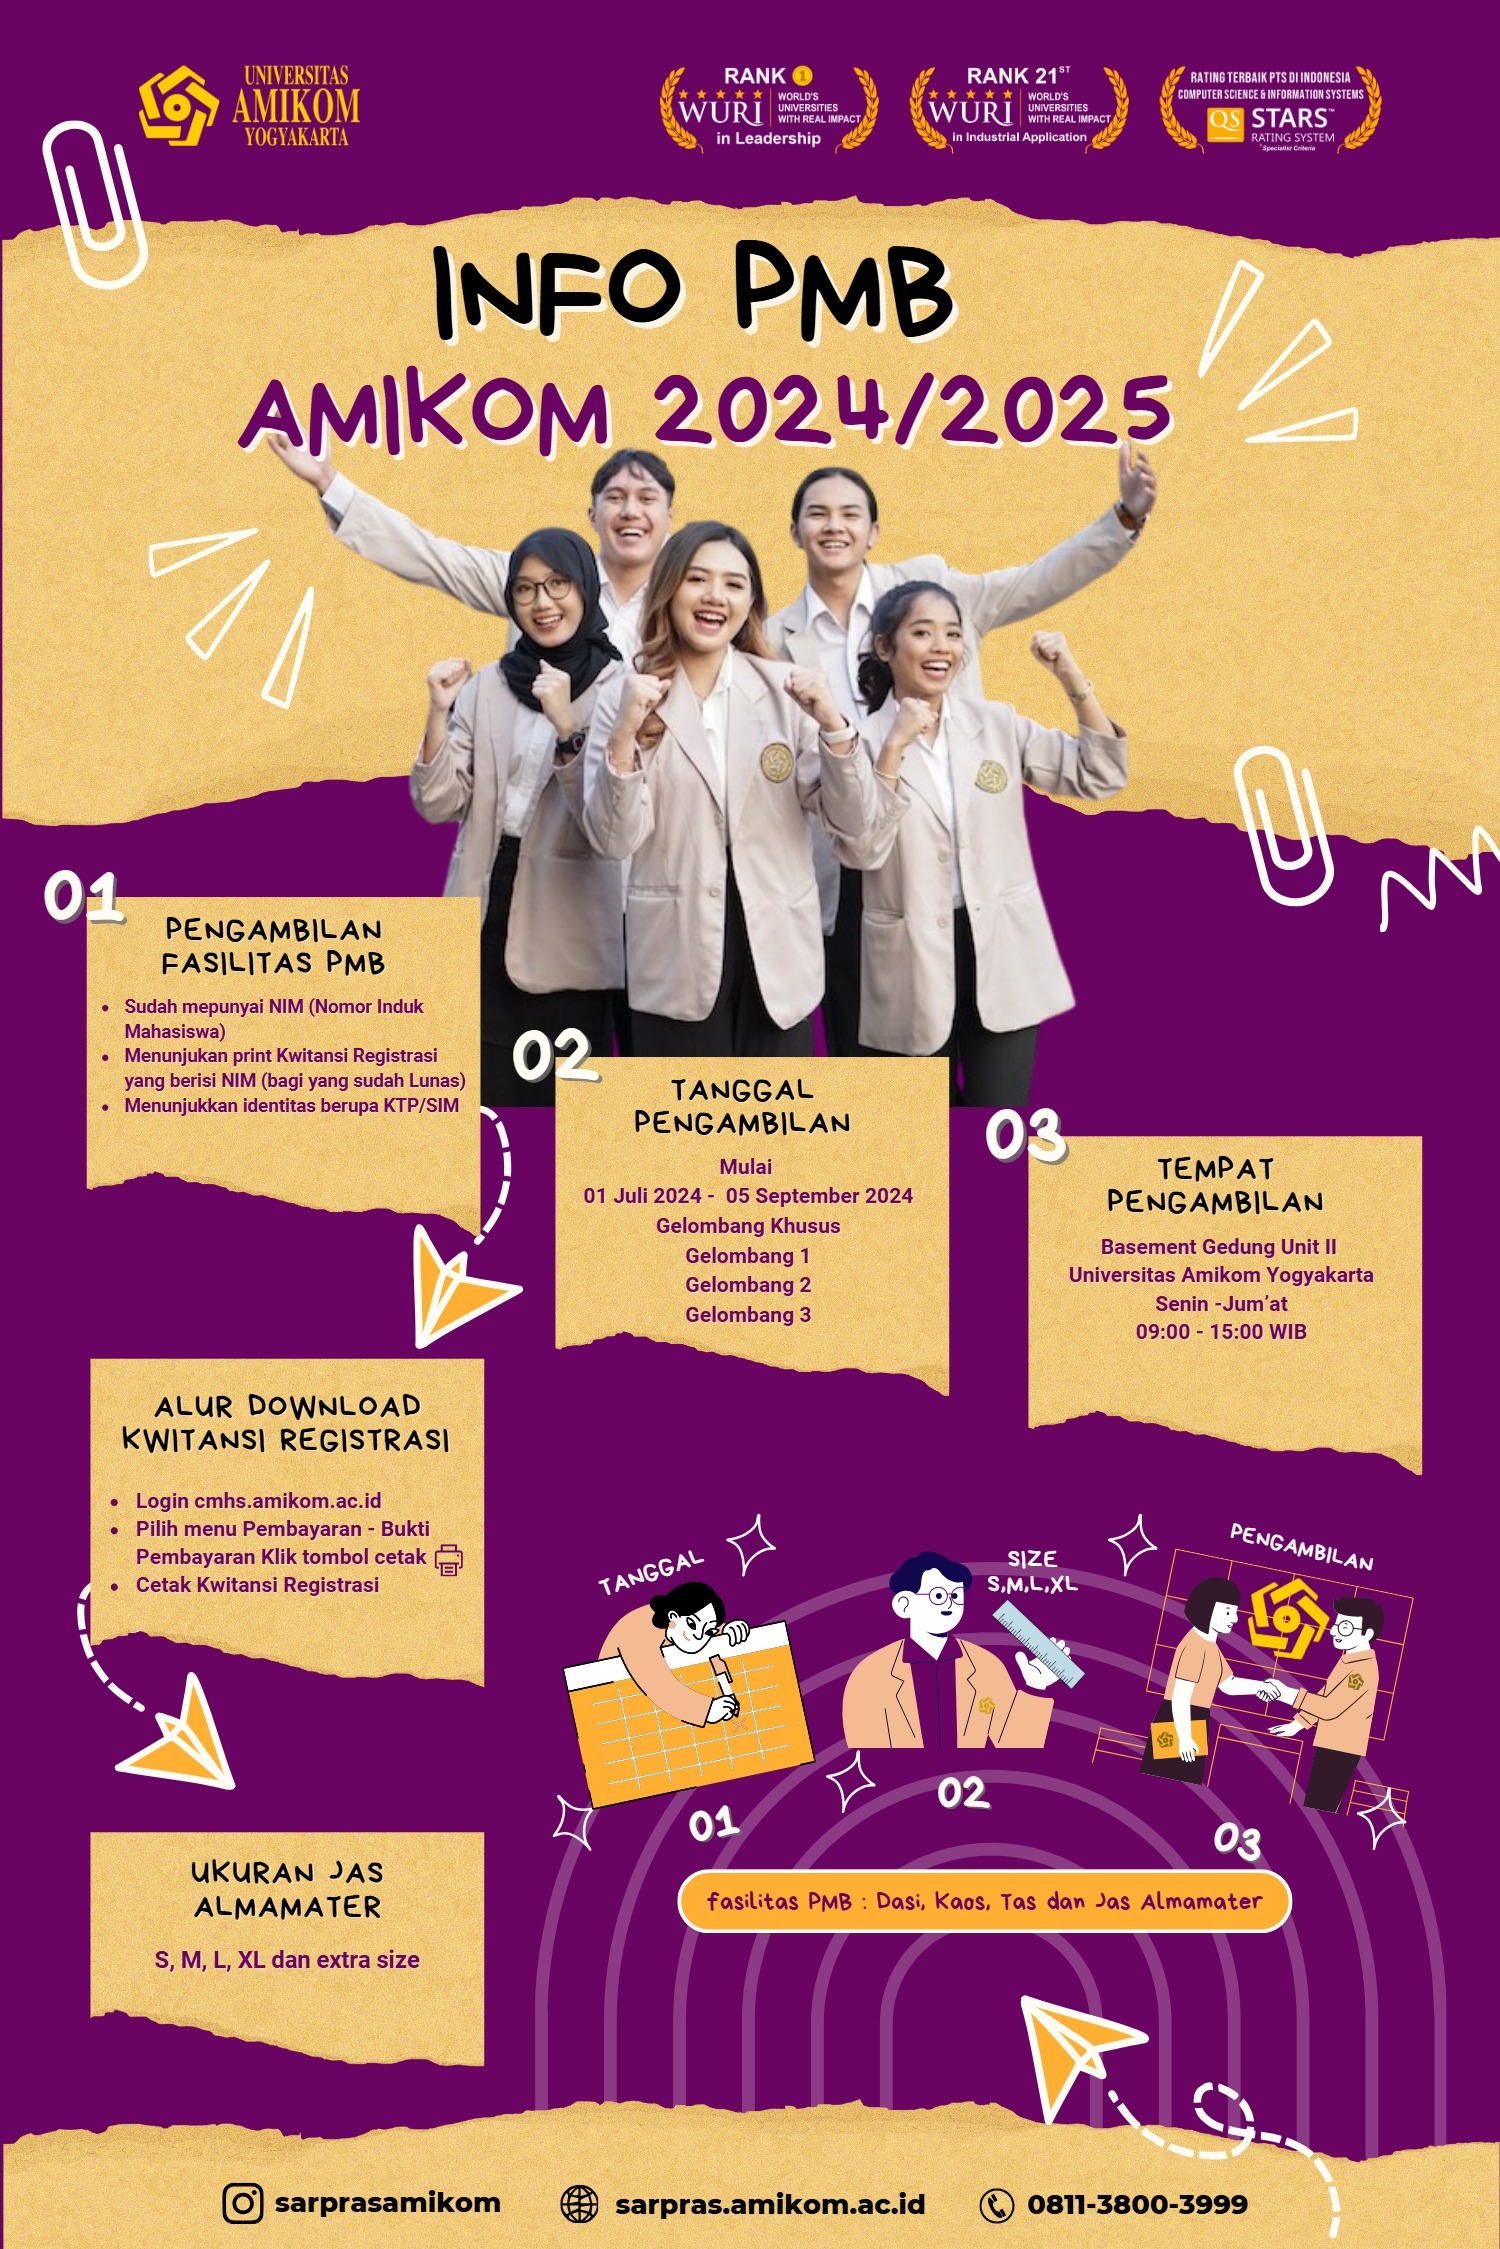 UNIVERSITAS
AMIKOM
YOGYAKARTA
RANK 1
WURI
WORLD'S
UNIVERSITIES
WITH REAL IMPACT
in Leadership
RANK 21ST
WURI
WORLD'S
UNIVERSITIES
WITH REAL IMPACT
in Industrial Application
RATING TERBAIK PTS DI INDONESIA
COMPUTER SCIENCE & INFORMATION SYSTEMS
QS STARS™
RATING SYSTEM
*Specialist Criteria
INFO PMB
AMIKOM 2024/2025
01
PENGAMBILAN
FASILITAS PMB
• Sudah mepunyai NIM (Nomor Induk
Mahasiswa)
• Menunjukan print Kwitansi Registrasi
yang berisi NIM (bagi yang sudah Lunas)
• Menunjukkan identitas berupa KTP/SIM
02
TANGGAL
PENGAMBILAN
Mulai
01 Juli 2024 - 05 September 2024
Gelombang Khusus
Gelombang 1
Gelombang 2
Gelombang 3
03
TEMPAT
PENGAMBILAN
Basement Gedung Unit II
Universitas Amikom Yogyakarta
Senin -Jum’at
09:00 - 15:00 WIB
ALUR DOWNLOAD
KWITANSI REGISTRASI
• Login cmhs.amikom.ac.id
• Pilih menu Pembayaran - Bukti
Pembayaran Klik tombol cetak
• Cetak Kwitansi Registrasi
TANGGAL
01
SIZE
S,M,L,XL
02
PENGAMBILAN
03
fasilitas PMB : Dasi, Kaos, Tas dan Jas Almamater
UKURAN JAS
ALMAMATER
S, M, L, XL dan extra size
sarprasamikom
sarpras.amikom.ac.id
0811-3800-3999